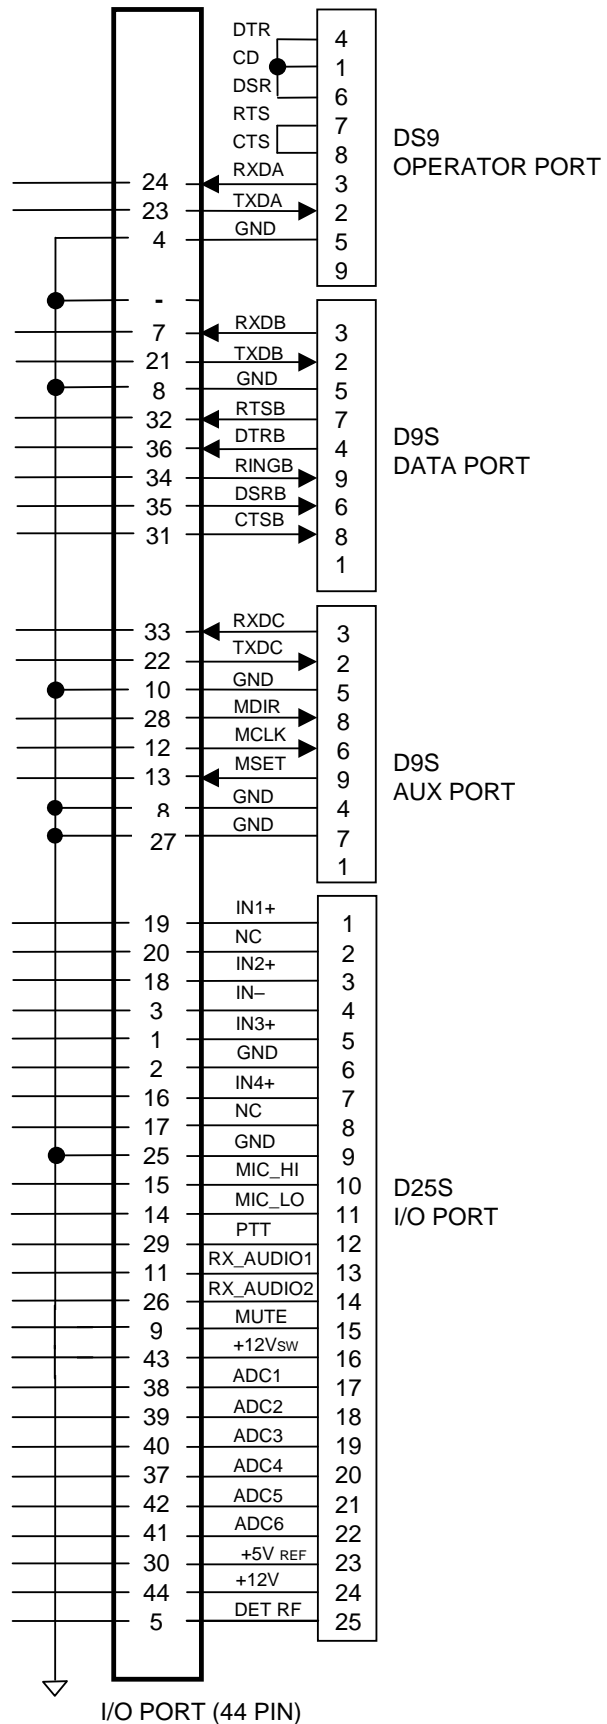 DTR 4
CD 1
DSR 6
RTS 7
CTS 8
24 RXDA 3
23 TXDA 2
4 GND 5
9
DS9
OPERATOR PORT
-
7 RXDB 3
21 TXDB 2
8 GND 5
32 RTSB 7
36 DTRB 4
34 RINGB 9
35 DSRB 6
31 CTSB 8
1
D9S
DATA PORT
33 RXDC 3
22 TXDC 2
10 GND 5
28 MDIR 8
12 MCLK 6
13 MSET 9
8 GND 4
27 GND 7
1
D9S
AUX PORT
19 IN1+ 1
20 NC 2
18 IN2+ 3
3 IN– 4
1 IN3+ 5
2 GND 6
16 IN4+ 7
17 NC 8
25 GND 9
15 MIC_HI 10
14 MIC_LO 11
29 PTT 12
11 RX_AUDIO1 13
26 RX_AUDIO2 14
9 MUTE 15
43 +12VSW 16
38 ADC1 17
39 ADC2 18
40 ADC3 19
37 ADC4 20
42 ADC5 21
41 ADC6 22
30 +5V REF 23
44 +12V 24
5 DET RF 25
D25S
I/O PORT
I/O PORT (44 PIN)